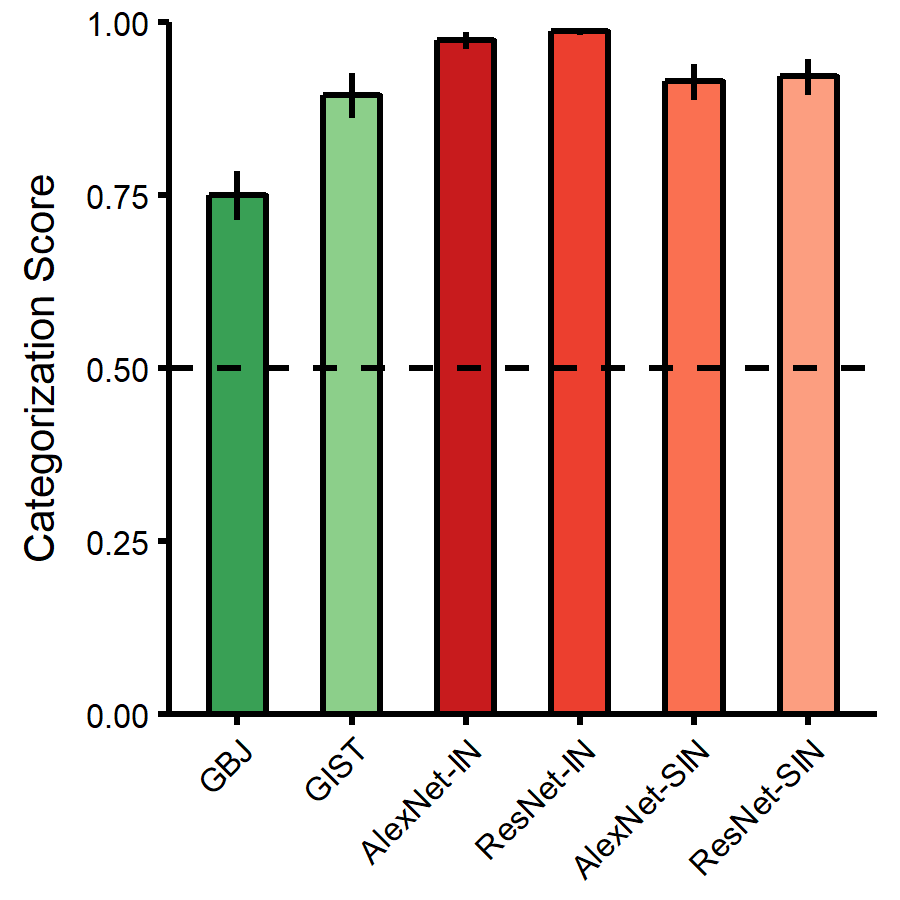 Categorization Score
1.00
0.75
0.50
0.25
0.00
GBJ
GIST
AlexNet-IN
ResNet-IN
AlexNet-SIN
ResNet-SIN